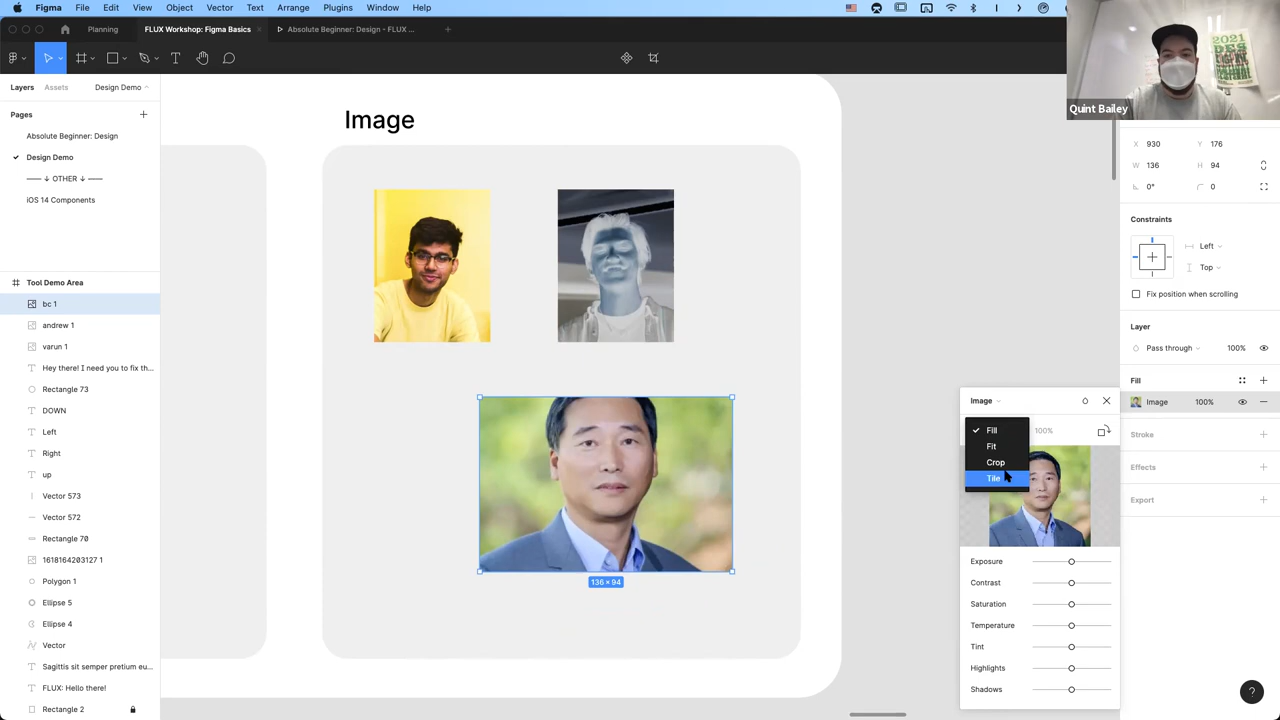 View Object Text Arrange Plugins Window Help
Planning
FLUX Workshop: Figma Basics
Absolute Beginner: Design - FLUX ...
Layers Assets Design Demo
Pages
Absolute Beginner: Design
Design Demo
—— ↓ OTHER ↓ ——
iOS 14 Components
Tool Demo Area
bc 1
andrew 1
varun 1
Hey there! I need you to fix th...
Rectangle 73
DOWN
Left
Right
up
Vector 573
Vector 572
Rectangle 70
1618164203127 1
Polygon 1
Ellipse 5
Ellipse 4
Vector
Sagittis sit semper pretium eu...
FLUX: Hello there!
Rectangle 2
Image
136 × 94
Image
Fill
Fit
Crop
Tile
100%
Exposure
Contrast
Saturation
Temperature
Tint
Highlights
Shadows
2021
Quint Bailey
X 930 Y 176
W 136 H 94
0° 0
Constraints
Left
Top
Fix position when scrolling
Layer
Pass through 100%
Fill
Image 100%
Stroke
Effects
Export
?